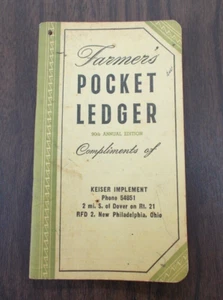 Farmer's
POCKET
LEDGER
90th ANNUAL EDITION
Compliments of
KEISER IMPLEMENT
Phone 54051
2 mi. S. of Dover on Rt. 21
RFD 2, New Philadelphia, Ohio